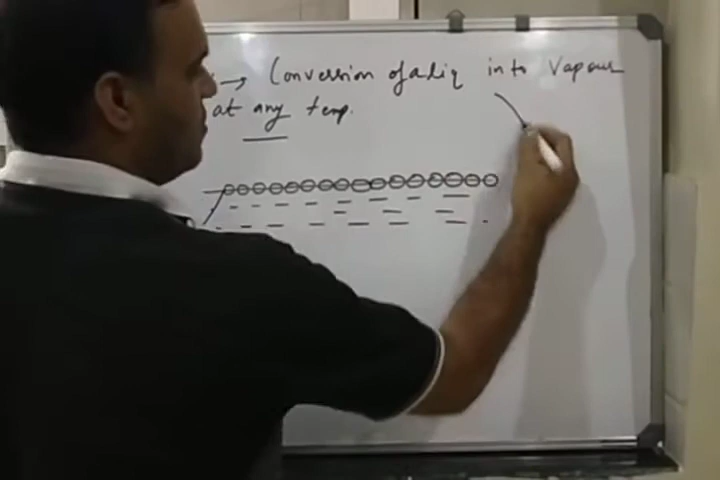 → Conversion of a liq into Vapour
at any temp.